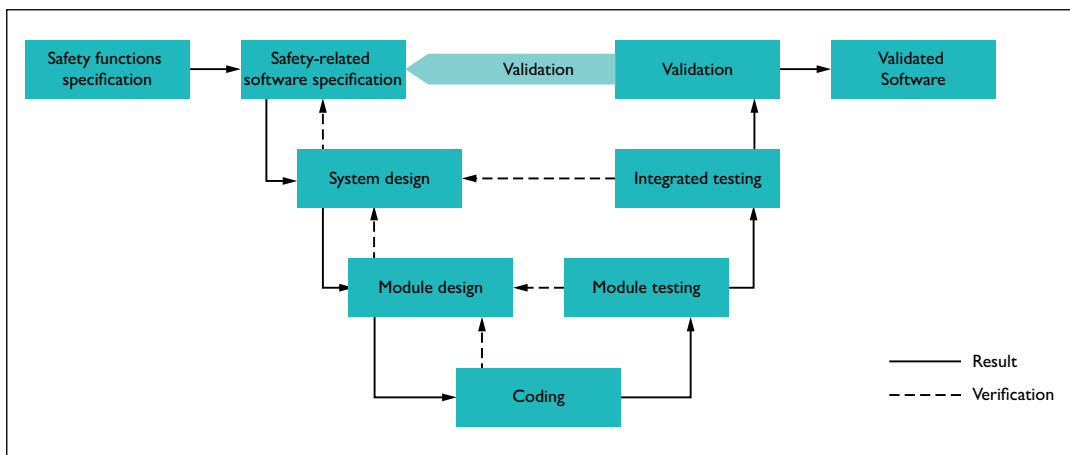 Safety functions
specification
Safety-related
software specification
Validation
Validation
Validated
Software
System design
Integrated testing
Module design
Module testing
Coding
Result
Verification